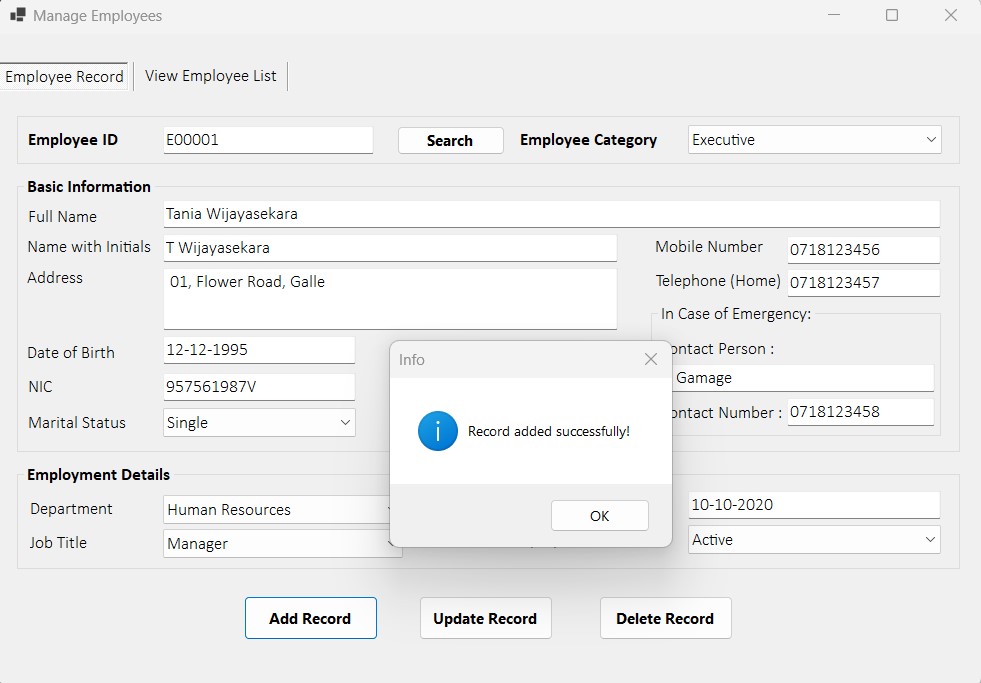 Manage Employees
Employee Record
View Employee List
Employee ID E00001 Search Employee Category Executive
Basic Information
Full Name Tania Wijayasekara
Name with Initials T Wijayasekara Mobile Number 0718123456
Address 01, Flower Road, Galle Telephone (Home) 0718123457
In Case of Emergency:
Date of Birth 12-12-1995 ontact Person :
NIC 957561987V Gamage
Marital Status Single ontact Number : 0718123458
Info
Record added successfully!
OK
Employment Details
Department Human Resources 10-10-2020
Job Title Manager Active
Add Record Update Record Delete Record